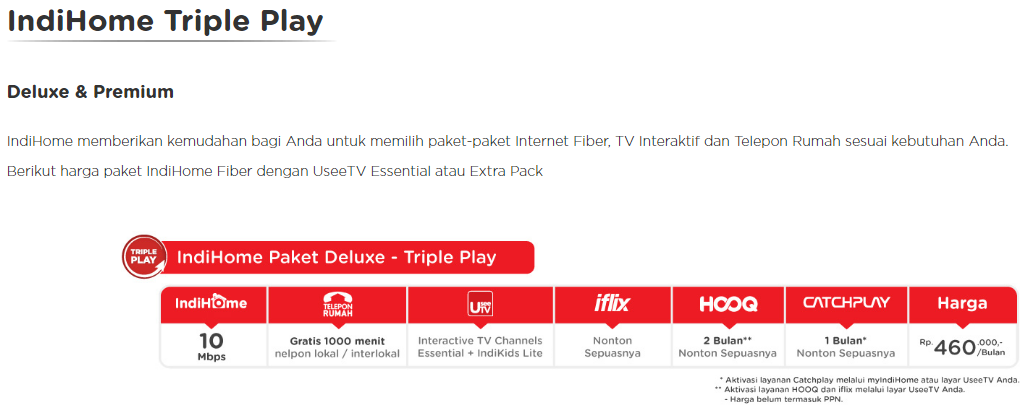 IndiHome Triple Play
Deluxe & Premium
IndiHome memberikan kemudahan bagi Anda untuk memilih paket-paket Internet Fiber, TV Interaktif dan Telepon Rumah sesuai kebutuhan Anda.
Berikut harga paket IndiHome Fiber dengan UseeTV Essential atau Extra Pack
TRIPLE
PLAY
IndiHome Paket Deluxe - Triple Play
IndiHome
TELEPON
RUMAH
Usee
TV
iflix
HOOQ
CATCHPLAY
Harga
10
Mbps
Gratis 1000 menit
nelpon lokal / interlokal
Interactive TV Channels
Essential + IndiKids Lite
Nonton
Sepuasnya
2 Bulan**
Nonton Sepuasnya
1 Bulan*
Nonton Sepuasnya
Rp. 460.000,-
/Bulan
* Aktivasi layanan Catchplay melalui myIndiHome atau layar UseeTV Anda.
** Aktivasi layanan HOOQ dan iflix melalui layar UseeTV Anda.
- Harga belum termasuk PPN.